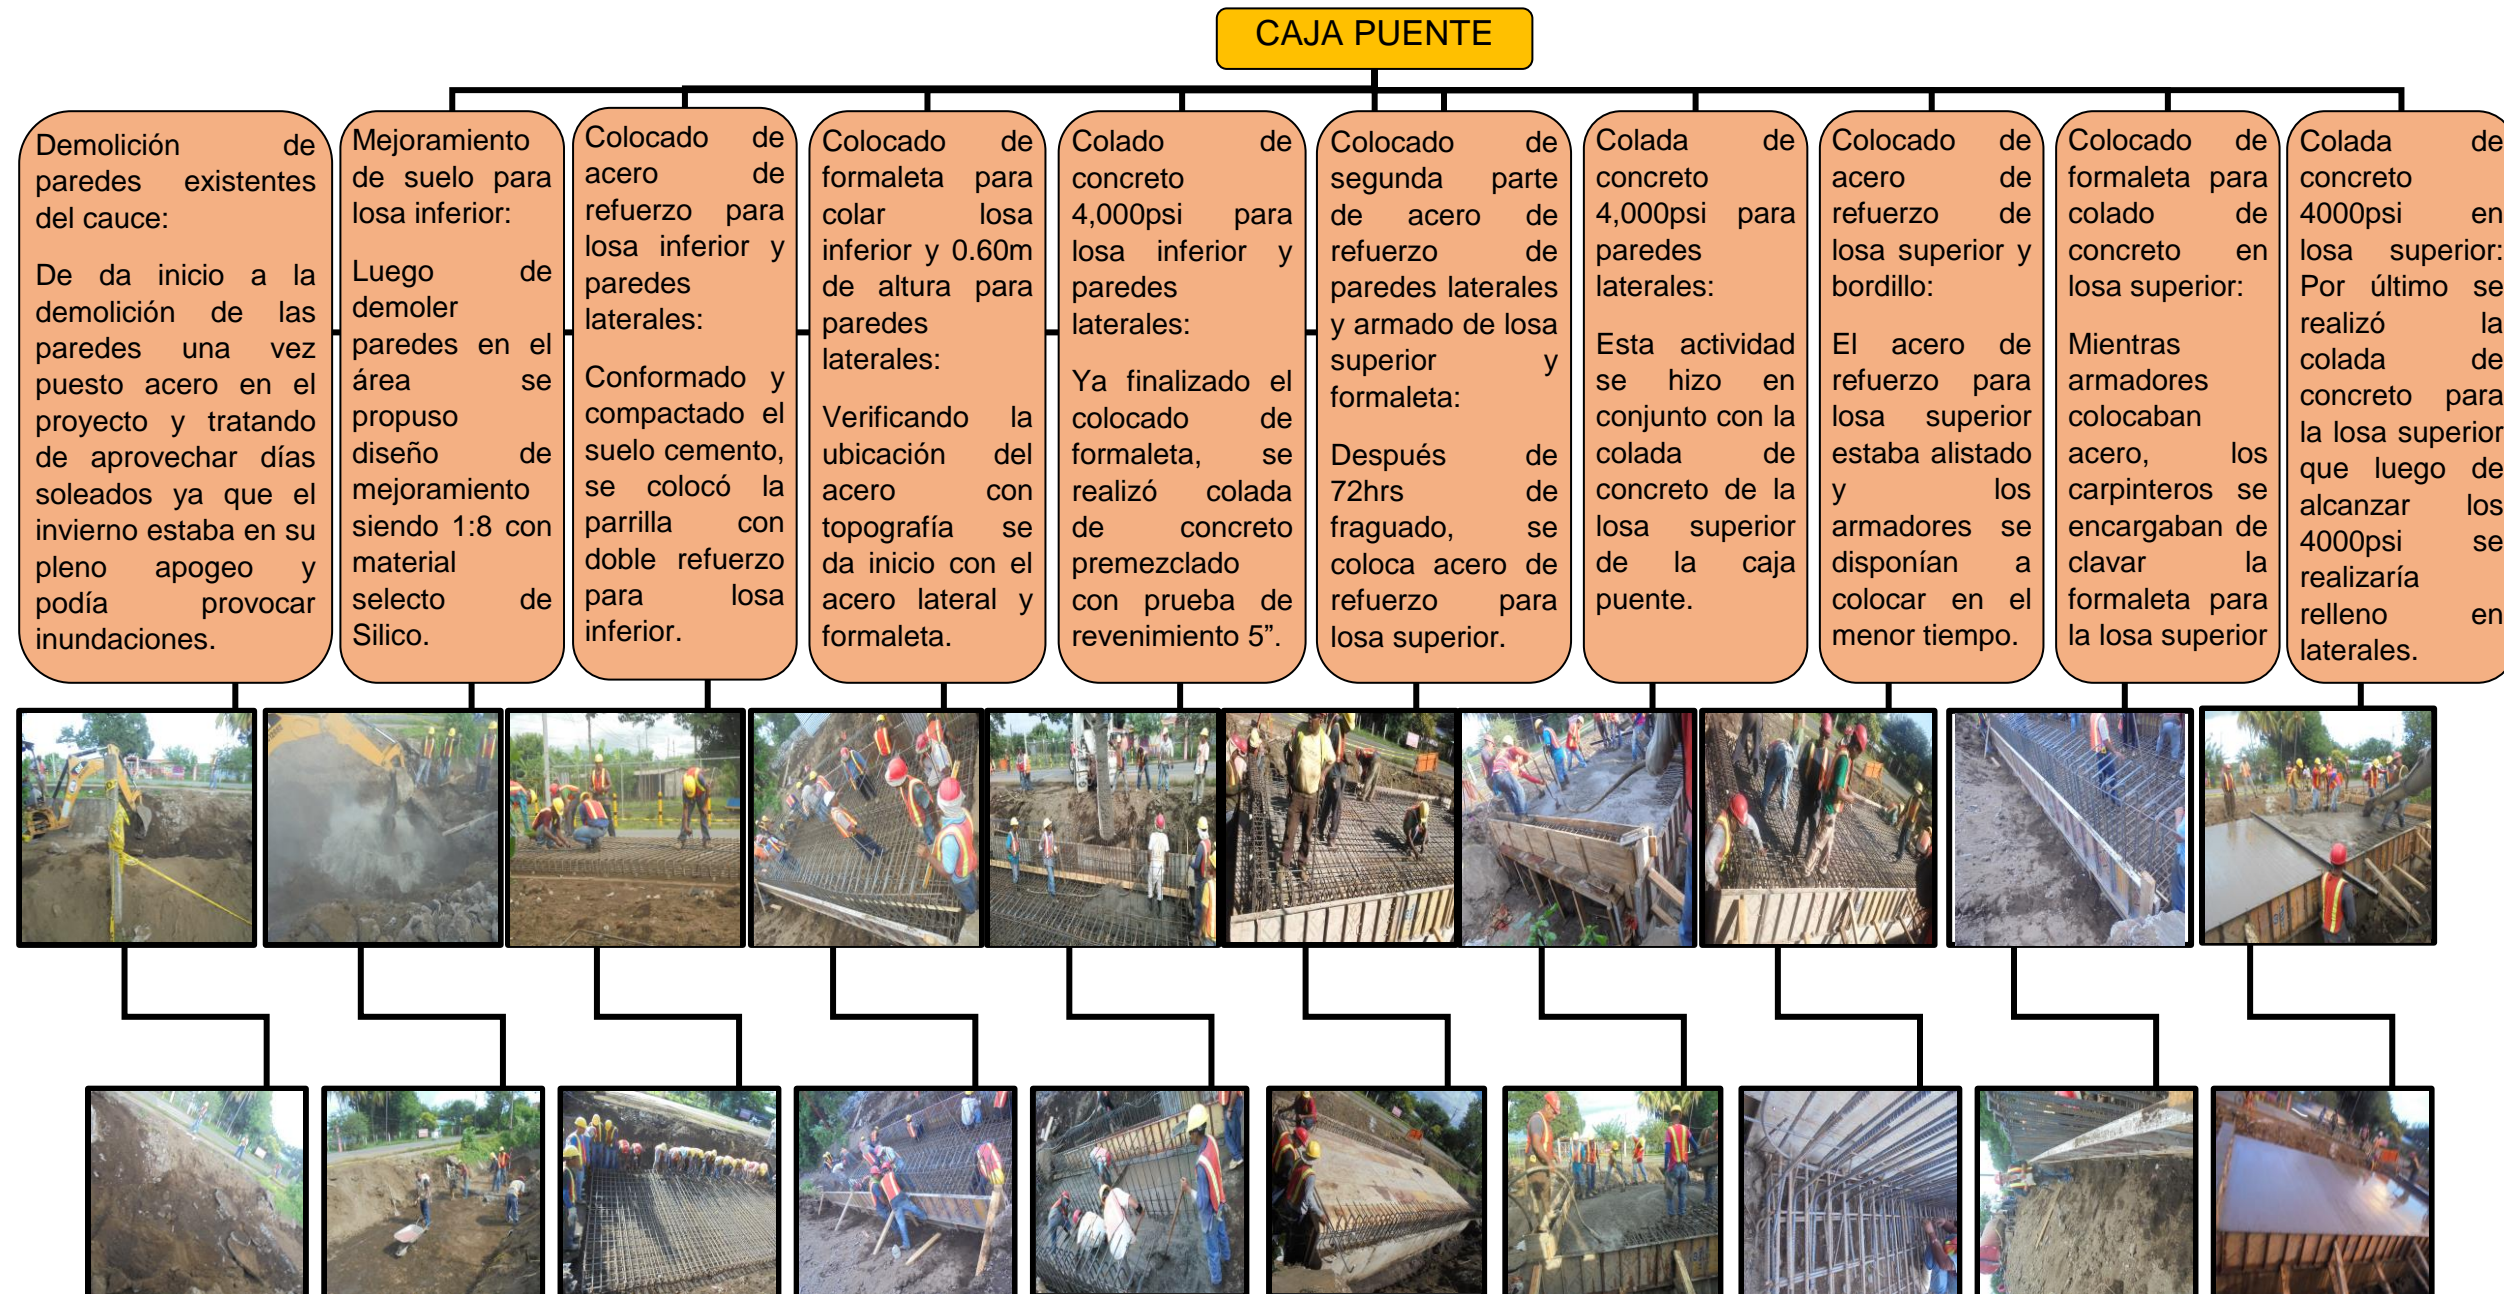 CAJA PUENTE
Demolición de
paredes existentes
del cauce:
De da inicio a la
demolición de las
paredes una vez
puesto acero en el
proyecto y tratando
de aprovechar días
soleados ya que el
invierno estaba en su
pleno apogeo y
podía provocar
inundaciones.
Mejoramiento
de suelo para
losa inferior:
Luego de
demoler
paredes en el
área se
propuso
diseño de
mejoramiento
siendo 1:8 con
material
selecto de
Silico.
Colocado de
acero de
refuerzo para
losa inferior y
paredes
laterales:
Conformado y
compactado el
suelo cemento,
se colocó la
parrilla con
doble refuerzo
para losa
inferior.
Colocado de
formaleta para
colar losa
inferior y 0.60m
de altura para
paredes
laterales:
Verificando la
ubicación del
acero con
topografía se
da inicio con el
acero lateral y
formaleta.
Colado de
concreto
4,000psi para
losa inferior y
paredes
laterales:
Ya finalizado el
colocado de
formaleta, se
realizó colada
de concreto
premezclado
con prueba de
revenimiento 5”.
Colocado de
segunda parte
de acero de
refuerzo de
paredes laterales
y armado de losa
superior y
formaleta:
Después de
72hrs de
fraguado, se
coloca acero de
refuerzo para
losa superior.
Colada de
concreto
4,000psi para
paredes
laterales:
Esta actividad
se hizo en
conjunto con la
colada de
concreto de la
losa superior
de la caja
puente.
Colocado de
acero de
refuerzo de
losa superior y
bordillo:
El acero de
refuerzo para
losa superior
estaba alistado
y los
armadores se
disponían a
colocar en el
menor tiempo.
Colocado de
formaleta para
colado de
concreto en
losa superior:
Mientras
armadores
colocaban
acero, los
carpinteros se
encargaban de
clavar la
formaleta para
la losa superior
Colada de
concreto
4000psi en
losa superior:
Por último se
realizó la
colada de
concreto para
la losa superior
que luego de
alcanzar los
4000psi se
realizaría
relleno en
laterales.